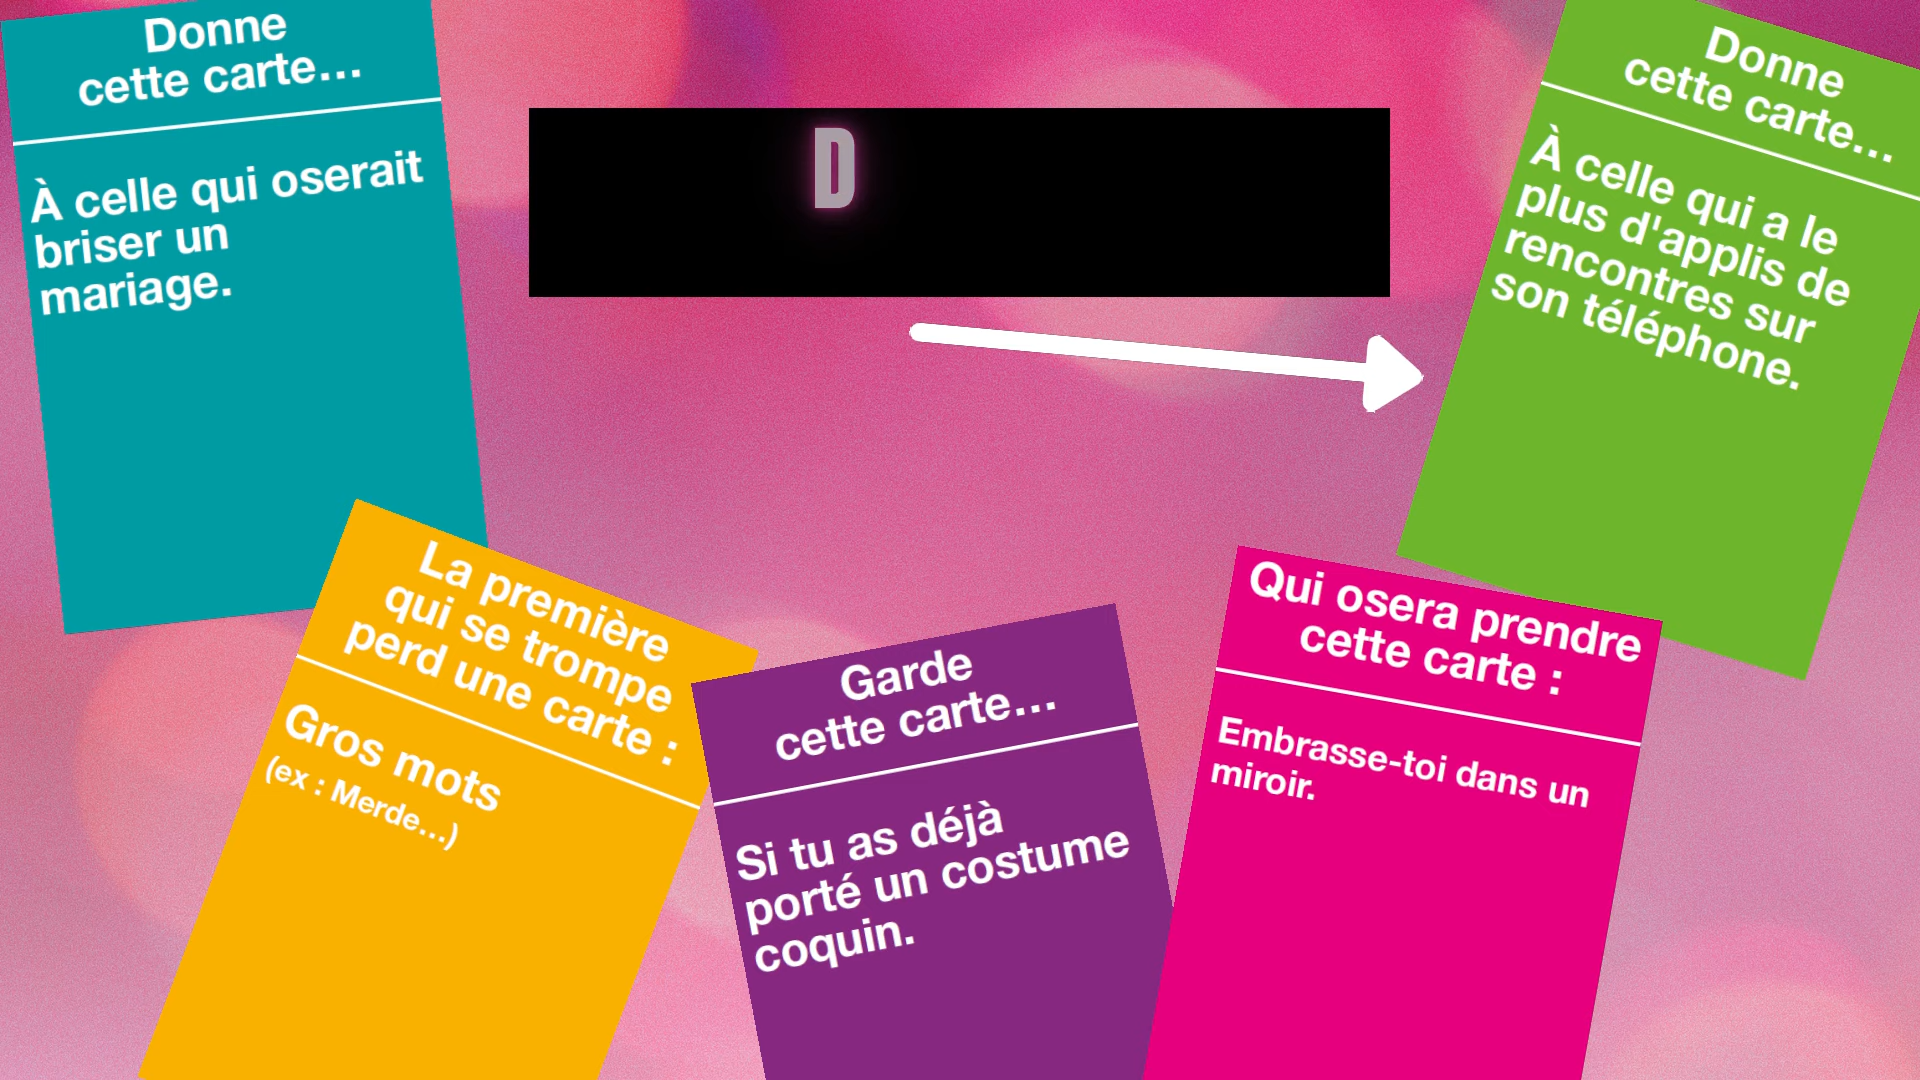 Donne
cette carte…
À celle qui oserait
briser un
mariage.
D
Donne
cette carte…
À celle qui a le
plus d'applis de
rencontres sur
son téléphone.
La première
qui se trompe
perd une carte :
Gros mots
(ex : Merde…)
Garde
cette carte…
Si tu as déjà
porté un costume
coquin.
Qui osera prendre
cette carte :
Embrasse-toi dans un
miroir.